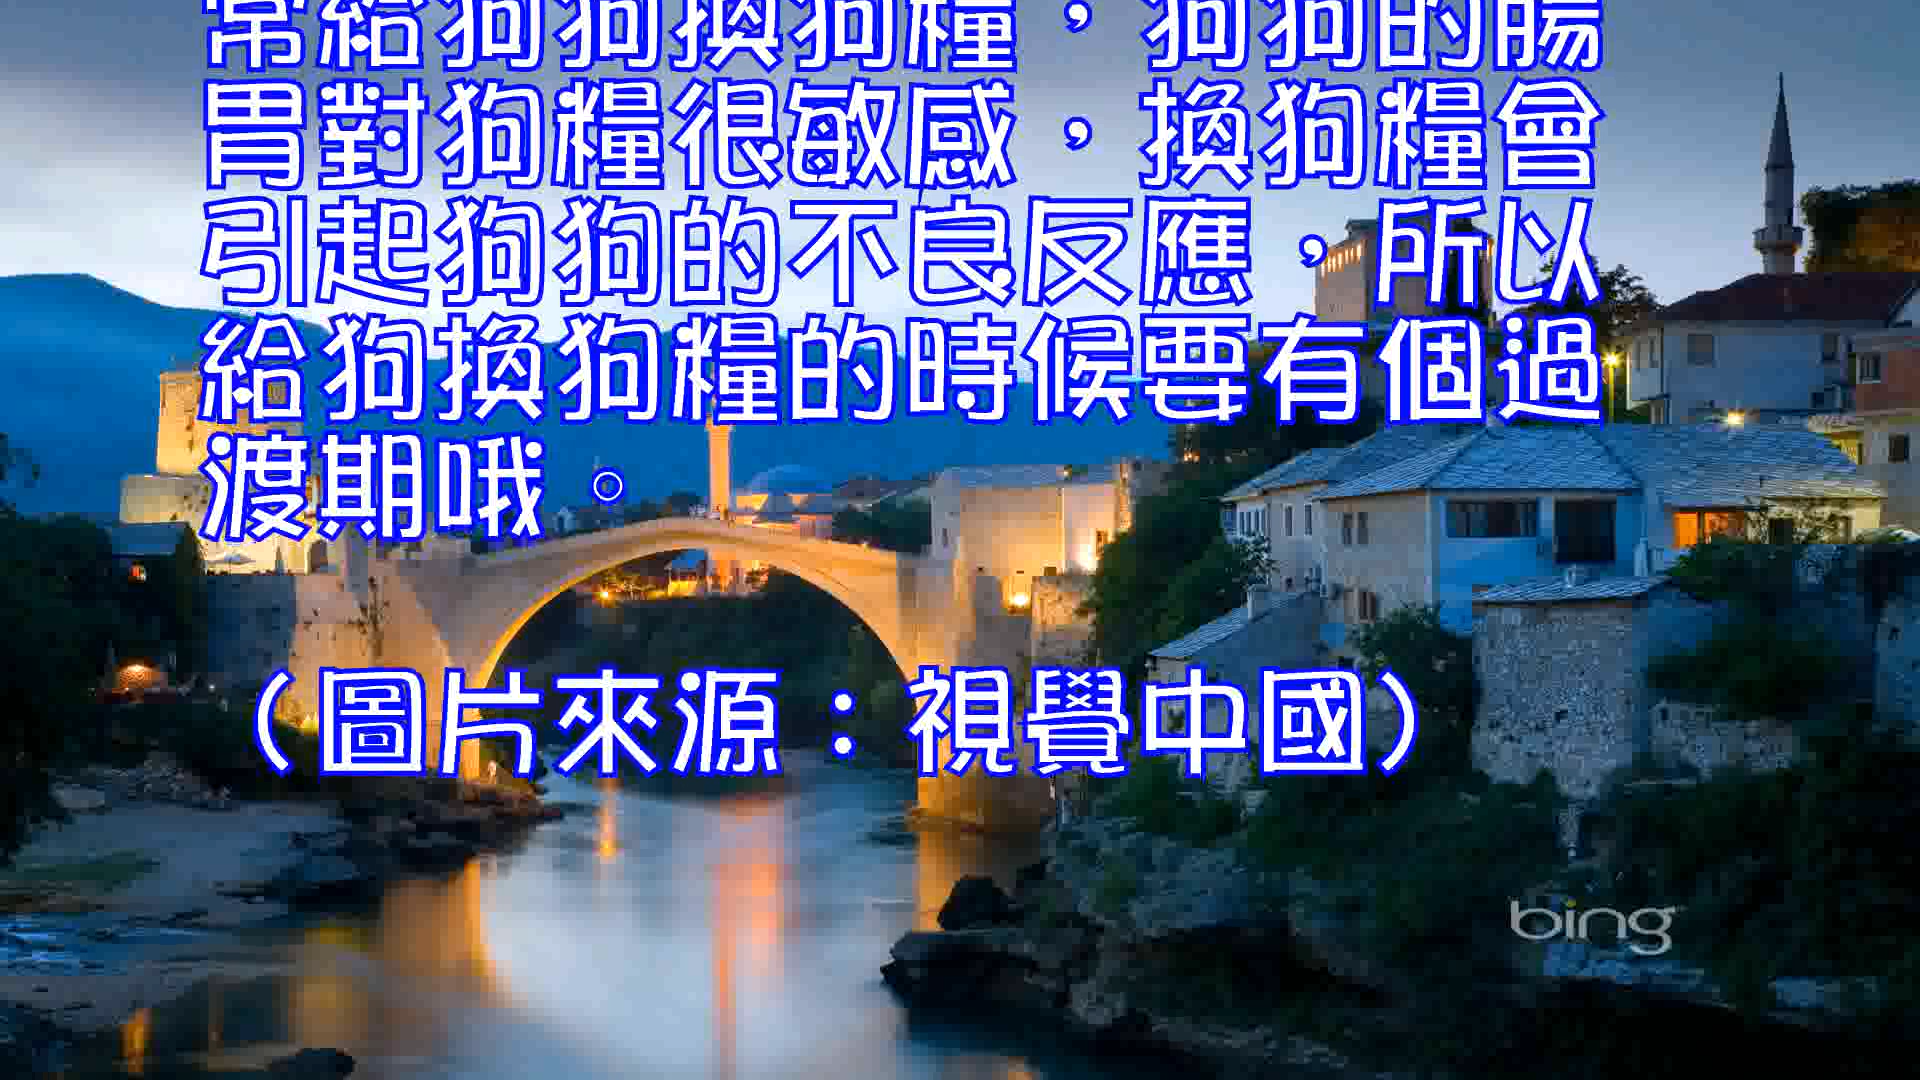 常給狗狗換狗糧，狗狗的腸
胃對狗糧很敏感，換狗糧會
引起狗狗的不良反應，所以
給狗換狗糧的時候要有個過
渡期哦。
（圖片來源：視覺中國）
bing